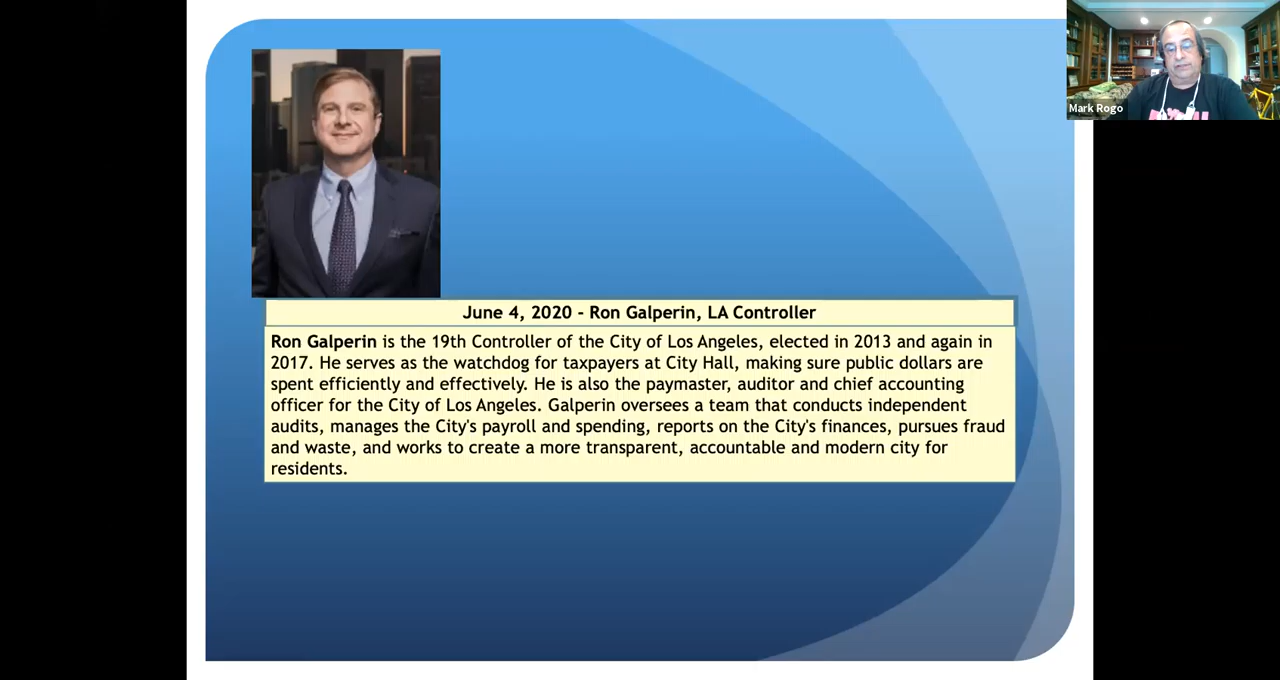 Mark Rogo
June 4, 2020 - Ron Galperin, LA Controller
Ron Galperin is the 19th Controller of the City of Los Angeles, elected in 2013 and again in
2017. He serves as the watchdog for taxpayers at City Hall, making sure public dollars are
spent efficiently and effectively. He is also the paymaster, auditor and chief accounting
officer for the City of Los Angeles. Galperin oversees a team that conducts independent
audits, manages the City's payroll and spending, reports on the City's finances, pursues fraud
and waste, and works to create a more transparent, accountable and modern city for
residents.